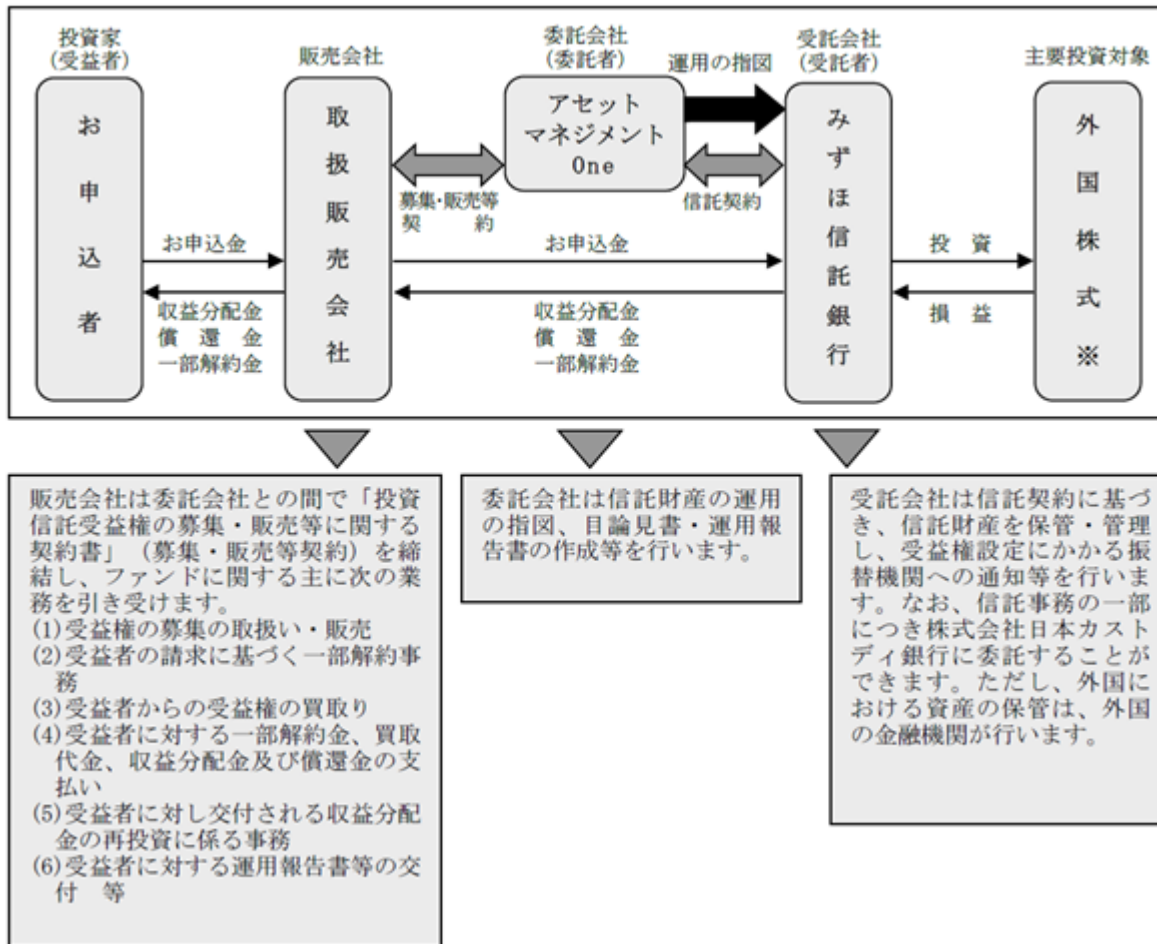 投資家
(受益者)
お申込者
販売会社
取扱販売会社
委託会社
(委託者)
アセット
マネジメント
One
運用の指図
受託会社
(受託者)
みずほ信託銀行
主要投資対象
外国株式※
募集・販売等
契　　約
信託契約
お申込金
収益分配金
償　還　金
一部解約金
お申込金
収益分配金
償　還　金
一部解約金
投　資
損　益
販売会社は委託会社との間で「投資
信託受益権の募集・販売等に関する
契約書」（募集・販売等契約）を締
結し、ファンドに関する主に次の業
務を引き受けます。
(1)受益権の募集の取扱い・販売
(2)受益者の請求に基づく一部解約事
務
(3)受益者からの受益権の買取り
(4)受益者に対する一部解約金、買取
代金、収益分配金及び償還金の支
払い
(5)受益者に対し交付される収益分配
金の再投資に係る事務
(6)受益者に対する運用報告書等の交
付　等
委託会社は信託財産の運用
の指図、目論見書・運用報
告書の作成等を行います。
受託会社は信託契約に基づ
き、信託財産を保管・管理
し、受益権設定にかかる振
替機関への通知等を行いま
す。なお、信託事務の一部
につき株式会社日本カスト
ディ銀行に委託することが
できます。ただし、外国に
おける資産の保管は、外国
の金融機関が行います。